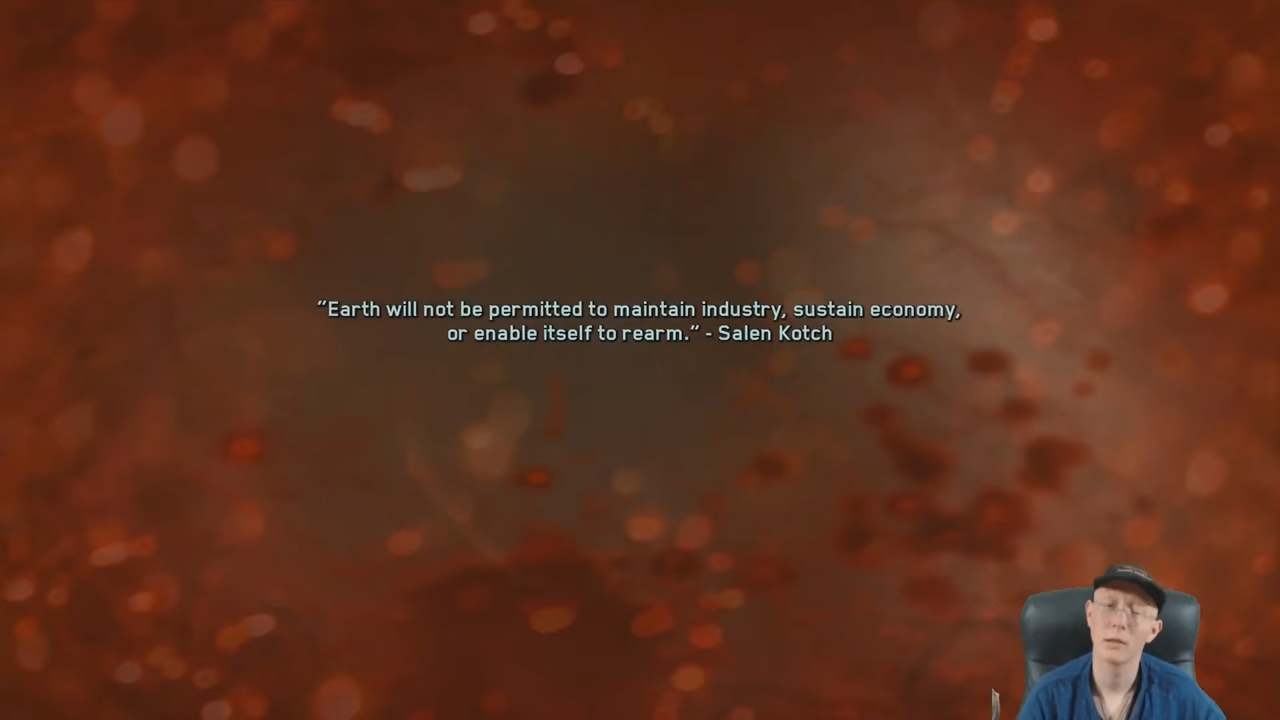 “Earth will not be permitted to maintain industry, sustain economy,
or enable itself to rearm.“ - Salen Kotch